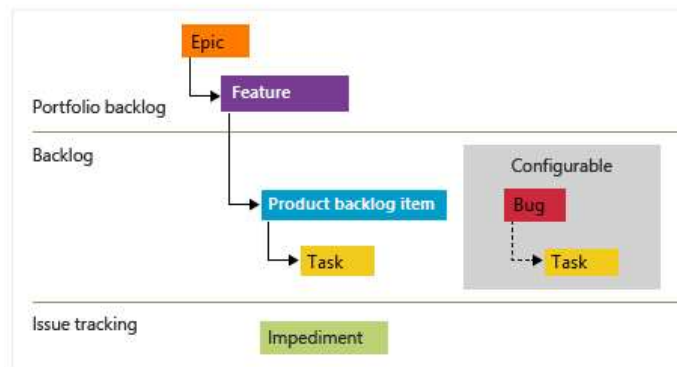 Epic
Feature
Portfolio backlog
Backlog
Configurable
Product backlog item
Bug
Task
Task
Issue tracking
Impediment